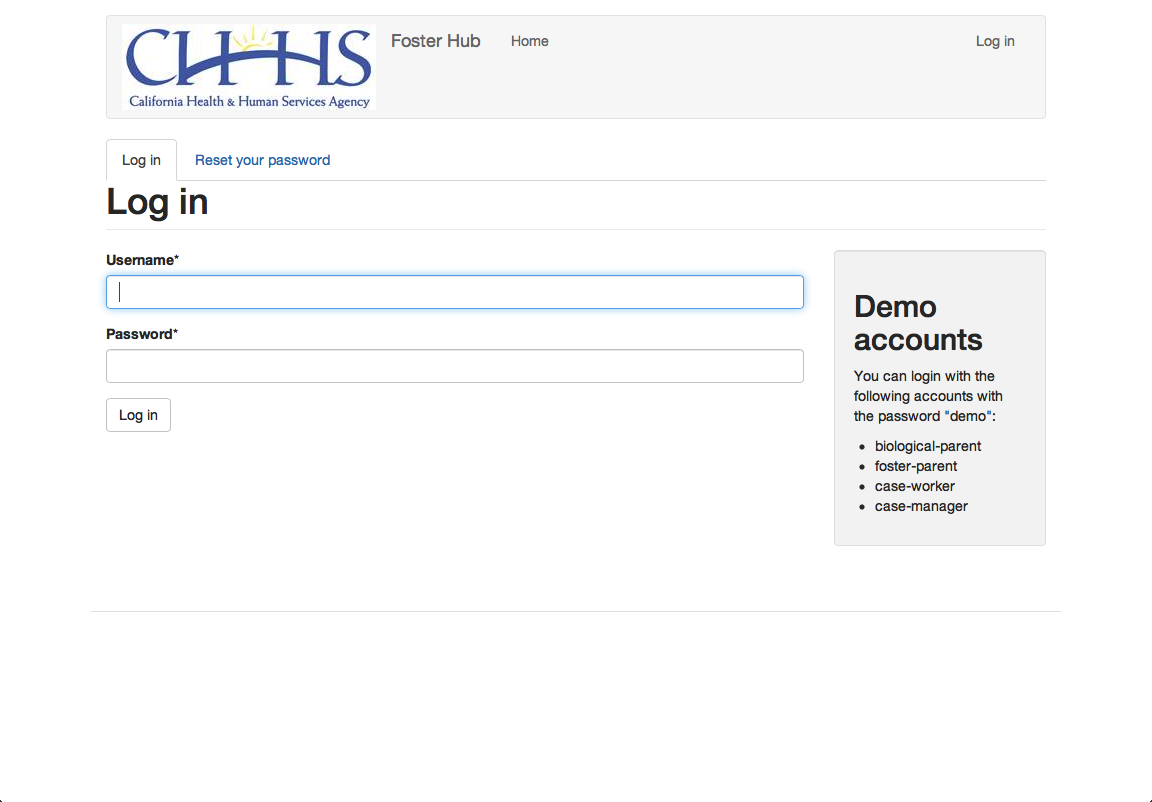 CHHS
California Health & Human Services Agency
Foster Hub
Home
Log in
Log in
Reset your password
Log in
Username*
Password*
Log in
Demo
accounts
You can login with the
following accounts with
the password "demo":
biological-parent
foster-parent
case-worker
case-manager